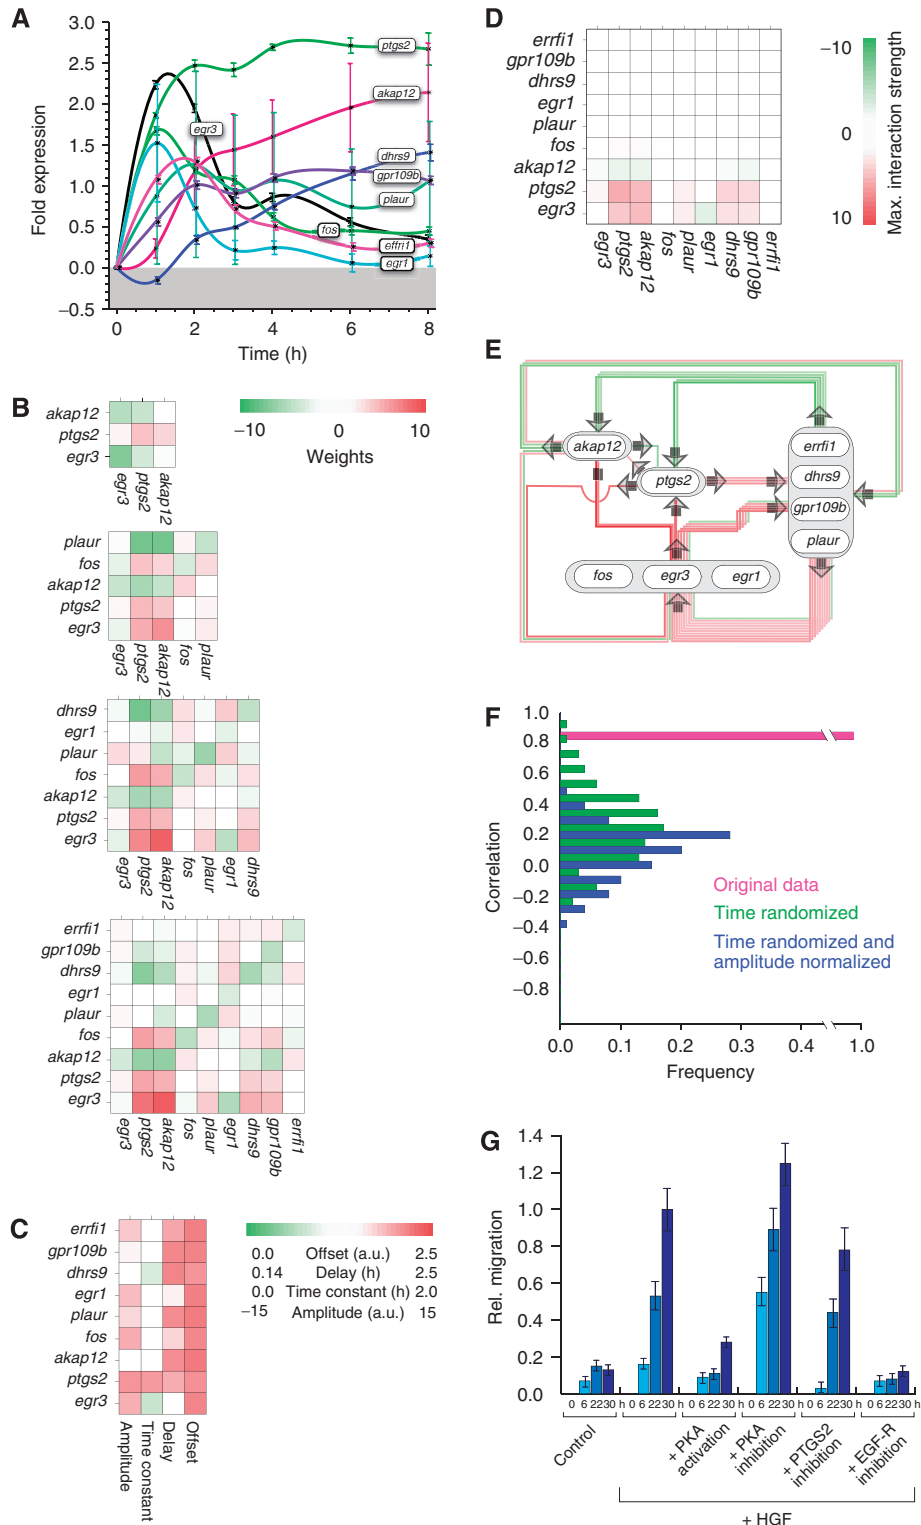 A
3.0
2.5
2.0
1.5
1.0
0.5
0.0
−0.5
Fold expression
0 2 4 6 8
Time (h)
ptgs2
akap12
egr3
dhrs9
gpr109b
plaur
fos
effri1
egr1
B
akap12
ptgs2
egr3
egr3 ptgs2 akap12
−10 0 10
Weights
plaur
fos
akap12
ptgs2
egr3
egr3 ptgs2 akap12 fos plaur
dhrs9
egr1
plaur
fos
akap12
ptgs2
egr3
egr3 ptgs2 akap12 fos plaur egr1 dhrs9
errfi1
gpr109b
dhrs9
egr1
plaur
fos
akap12
ptgs2
egr3
egr3 ptgs2 akap12 fos plaur egr1 dhrs9 gpr109b errfi1
C
errfi1
gpr109b
dhrs9
egr1
plaur
fos
akap12
ptgs2
egr3
Amplitude Time constant Delay Offset
0.0 Offset (a.u.) 2.5
0.14 Delay (h) 2.5
0.0 Time constant (h) 2.0
−15 Amplitude (a.u.) 15
D
errfi1
gpr109b
dhrs9
egr1
plaur
fos
akap12
ptgs2
egr3
egr3 ptgs2 akap12 fos plaur egr1 dhrs9 gpr109b errfi1
−10
0
10
Max. interaction strength
E
akap12
ptgs2
errfi1
dhrs9
gpr109b
plaur
fos egr3 egr1
F
1.0
0.8
0.6
0.4
0.2
0.0
−0.2
−0.4
−0.6
−0.8
Correlation
0.0 0.1 0.2 0.3 0.4 1.0
Frequency
Original data
Time randomized
Time randomized and
amplitude normalized
G
1.4
1.2
1.0
0.8
0.6
0.4
0.2
0.0
Rel. migration
0 6 2230 h 0 6 2230 h 0 6 2230 h 0 6 2230 h 0 6 2230 h 0 6 2230 h
Control
+ PKA
activation
+ PKA
inhibition
+ PTGS2
inhibition
+ EGF-R
inhibition
+ HGF